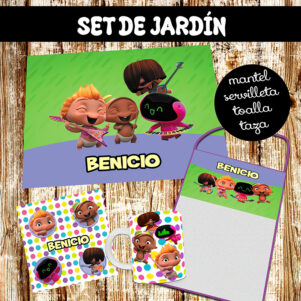 SET DE JARDÍN
mantel
servilleta
toalla
taza
BENICIO
BENICIO
BENICIO